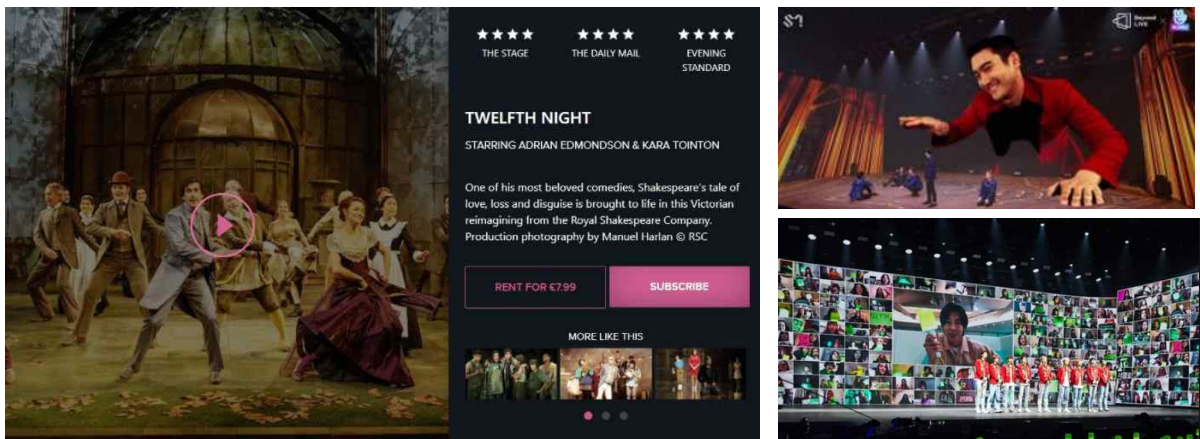 THE STAGE
THE DAILY MAIL
EVENING
STANDARD
TWELFTH NIGHT
STARRING ADRIAN EDMONDSON & KARA TOINTON
One of his most beloved comedies, Shakespeare's tale of
love, loss and disguise is brought to life in this Victorian
reimagining from the Royal Shakespeare Company.
Production photography by Manuel Harlan © RSC
RENT FOR £7.99
SUBSCRIBE
MORE LIKE THIS
Beyond
LIVE